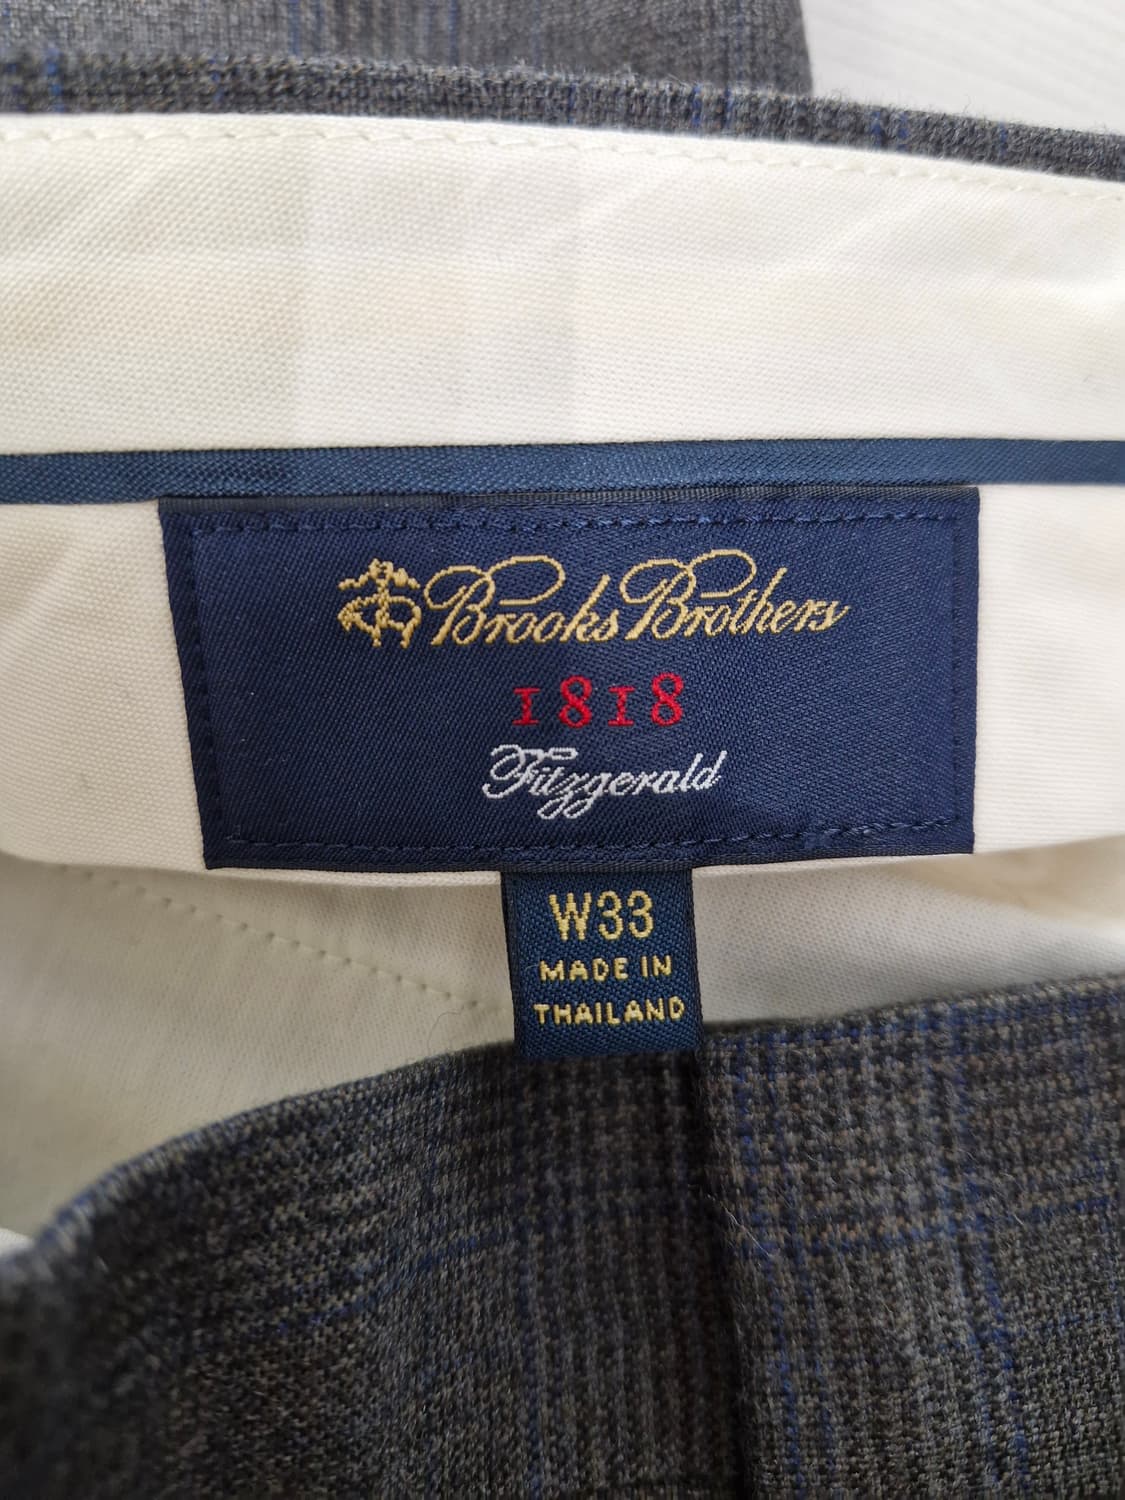 Brooks Brothers
1818
Fitzgerald
W33
MADE IN
THAILAND